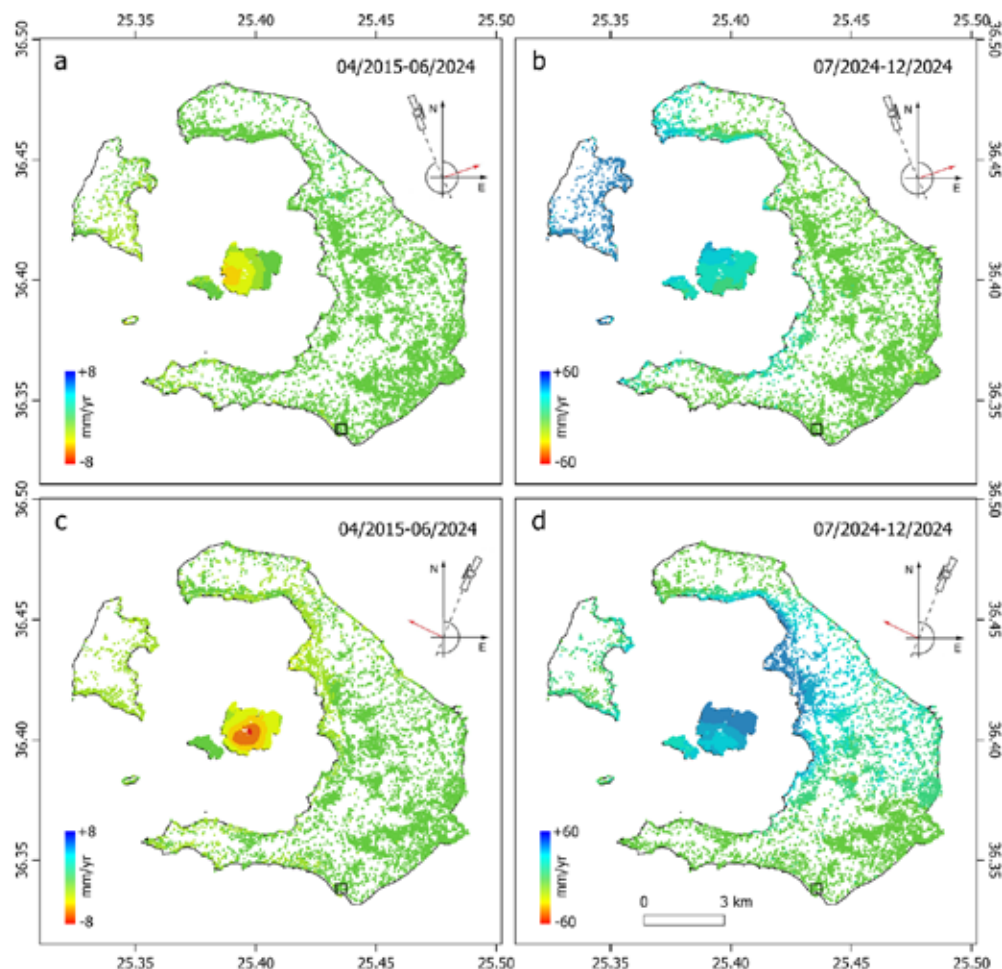 25.35 25.40 25.45 25.50 25.35 25.40 25.45 25.50
36.50 36.50
a 04/2015-06/2024 b 07/2024-12/2024
N N
36.45 36.45
E E
36.40 36.40
+8 +60
mm/yr mm/yr
36.35 36.35
-8 -60
36.50 36.50
c 04/2015-06/2024 d 07/2024-12/2024
N N
36.45 36.45
E E
36.40 36.40
+8 +60
mm/yr mm/yr
36.35 36.35
-8 -60 0 3 km
25.35 25.40 25.45 25.50 25.35 25.40 25.45 25.50